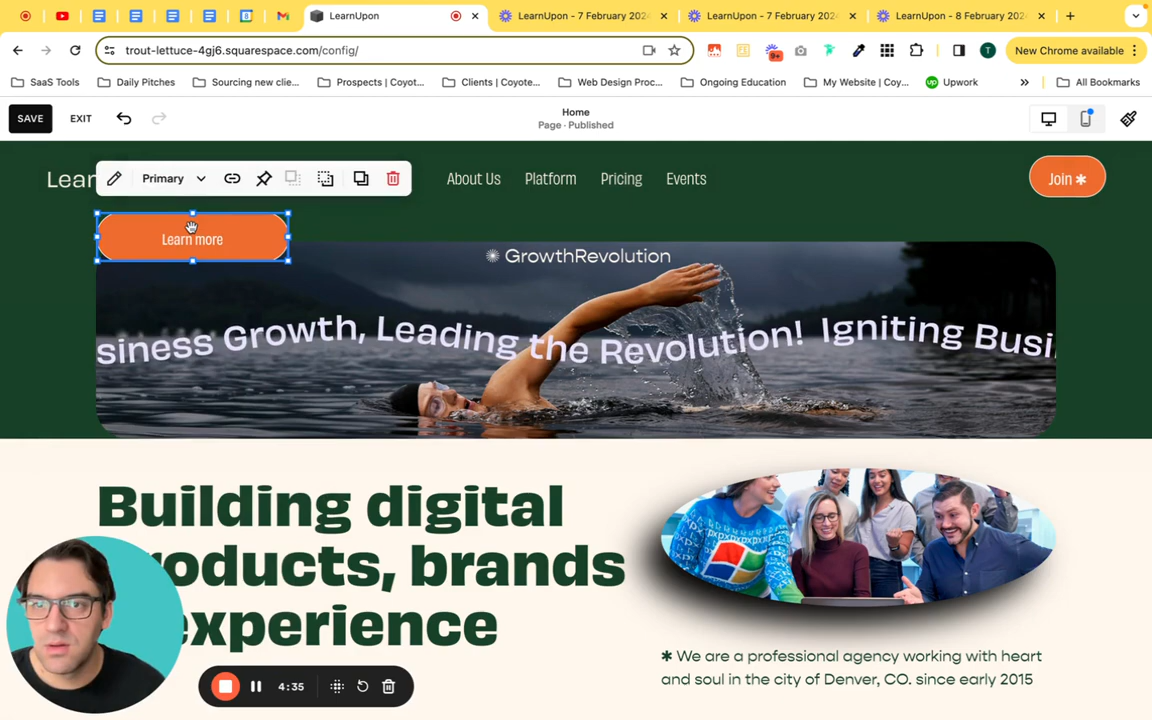 LearnUpon
LearnUpon - 7 February 202
LearnUpon - 7 February 202
LearnUpon - 8 February 202
trout-lettuce-4gj6.squarespace.com/config/
9+
T
New Chrome available
SaaS Tools
Daily Pitches
Sourcing new clie...
Prospects | Coyot...
Clients | Coyote...
Web Design Proc...
Ongoing Education
My Website | Coy...
up Upwork
All Bookmarks
SAVE
EXIT
Home
Page · Published
Lear
Primary
About Us
Platform
Pricing
Events
Join ✱
Learn more
GrowthRevolution
siness Growth, Leading the Revolution! Igniting Busi
Building digital
roducts, brands
experience
✱ We are a professional agency working with heart
and soul in the city of Denver, CO. since early 2015
4:35